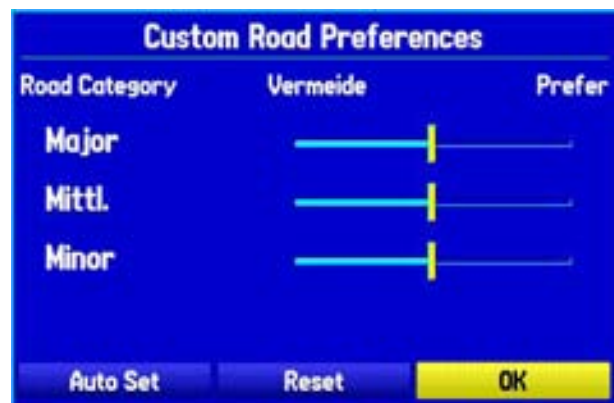 Custom Road Preferences
Road Category Vermeide Prefer
Major
Mittl.
Minor
Auto Set Reset OK